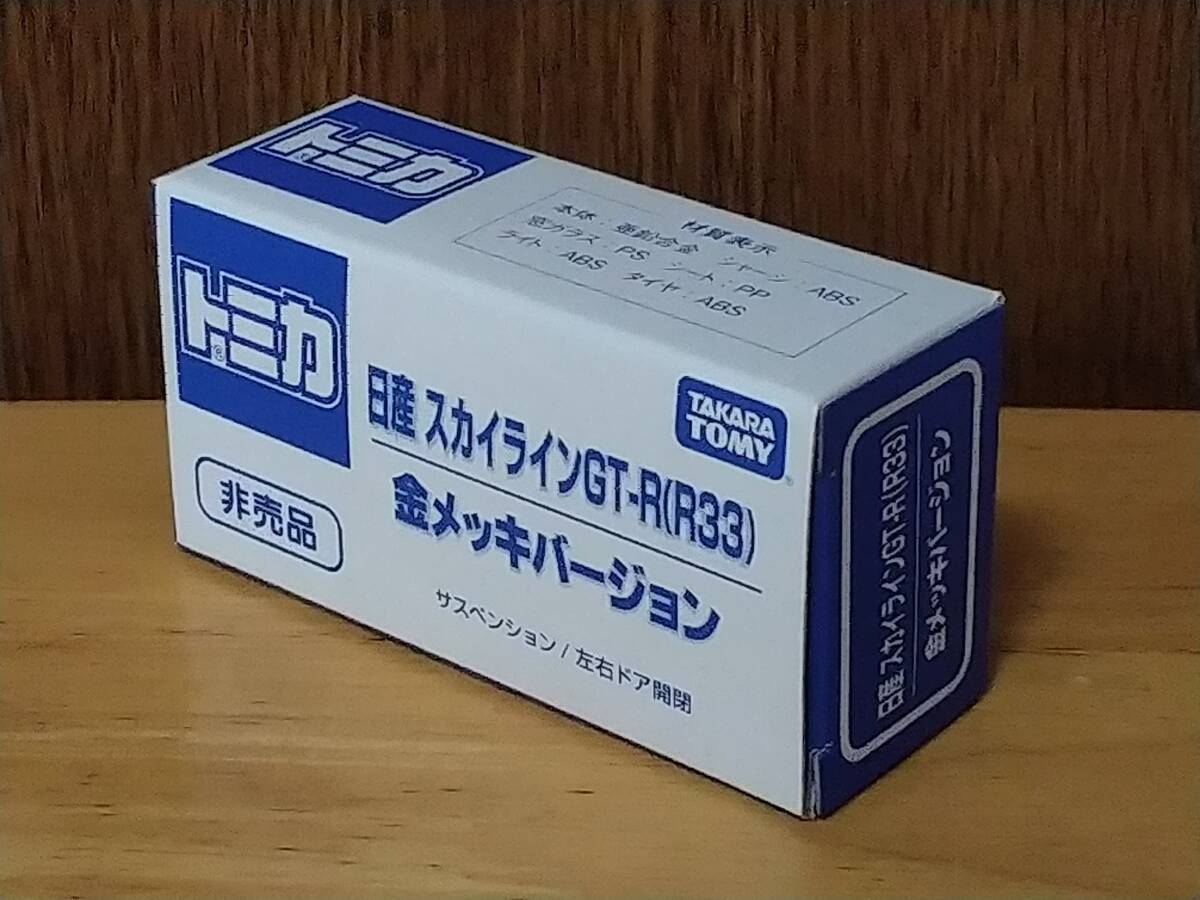 トミカ
材質表示
本体：亜鉛合金 シャーシ：ABS
窓ガラス：PS シート：PP
ライト：ABS タイヤ：ABS
トミカ
TAKARA
TOMY
日産 スカイラインGT-R(R33)
金メッキバージョン
非売品
サスペンション/左右ドア開閉
日産 スカイラインGT-R(R33)
金メッキバージョン